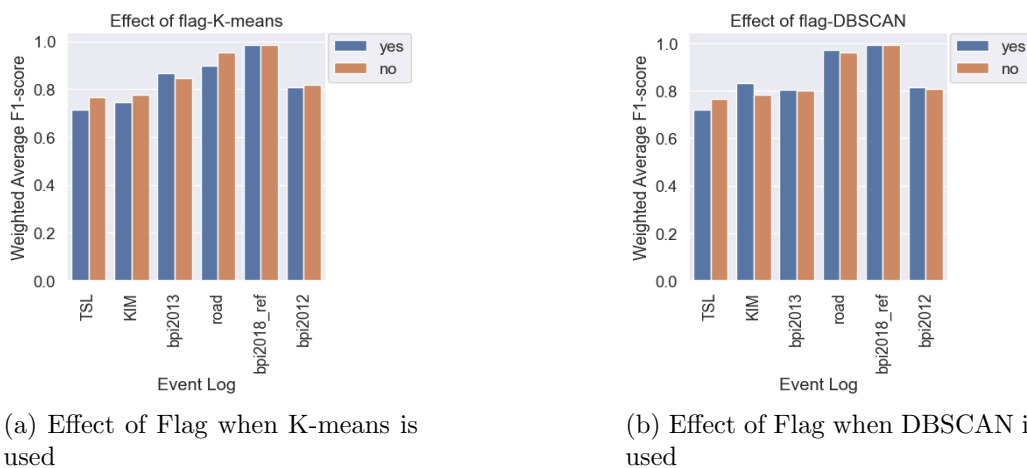 Effect of flag-K-means
1.0
0.8
0.6
0.4
0.2
0.0
Weighted Average F1-score
TSL
KIM
bpi2013
road
bpi2018_ref
bpi2012
Event Log
yes
no
(a) Effect of Flag when K-means is
used
Effect of flag-DBSCAN
1.0
0.8
0.6
0.4
0.2
0.0
Weighted Average F1-score
TSL
KIM
bpi2013
road
bpi2018_ref
bpi2012
Event Log
yes
no
(b) Effect of Flag when DBSCAN i
used